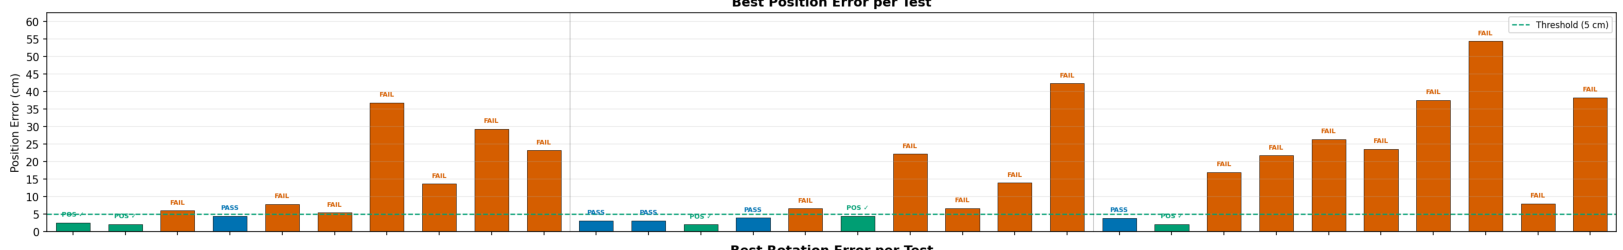 Best Position Error per Test
Position Error (cm)
60
55
50
45
40
35
30
25
20
15
10
5
0
Threshold (5 cm)
POS ✓
POS ✓
FAIL
PASS
FAIL
FAIL
FAIL
FAIL
FAIL
FAIL
PASS
PASS
POS ✓
PASS
FAIL
POS ✓
FAIL
FAIL
FAIL
FAIL
PASS
POS ✓
FAIL
FAIL
FAIL
FAIL
FAIL
FAIL
FAIL
FAIL
Best Rotation Error per Test